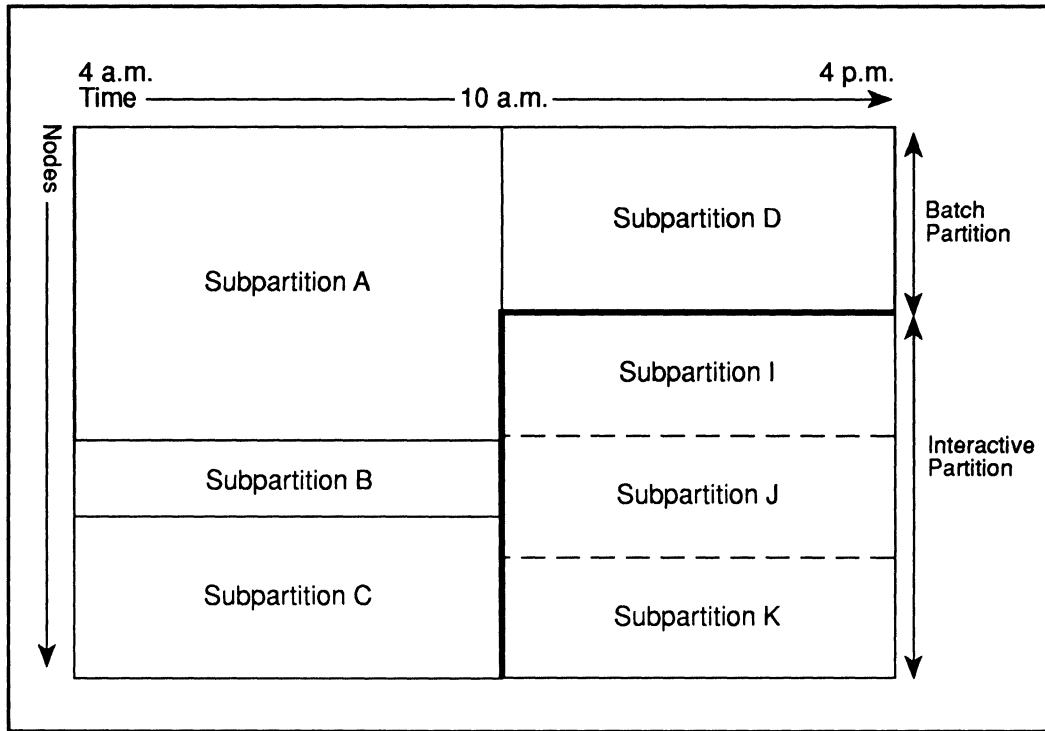 4 a.m.
4 p.m.
Time
10 a.m.
Nodes
Subpartition A
Subpartition B
Subpartition C
Subpartition D
Subpartition I
Subpartition J
Subpartition K
Batch
Partition
Interactive
Partition